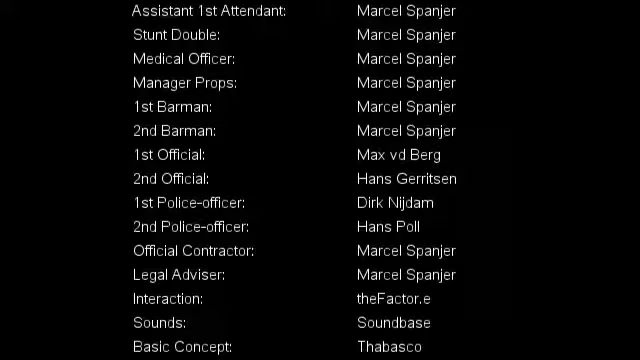 Assistant 1st Attendant: Marcel Spanjer
Stunt Double: Marcel Spanjer
Medical Officer: Marcel Spanjer
Manager Props: Marcel Spanjer
1st Barman: Marcel Spanjer
2nd Barman: Marcel Spanjer
1st Official: Max vd Berg
2nd Official: Hans Gerritsen
1st Police-officer: Dirk Nijdam
2nd Police-officer: Hans Poll
Official Contractor: Marcel Spanjer
Legal Adviser: Marcel Spanjer
Interaction: theFactor.e
Sounds: Soundbase
Basic Concept: Thabasco